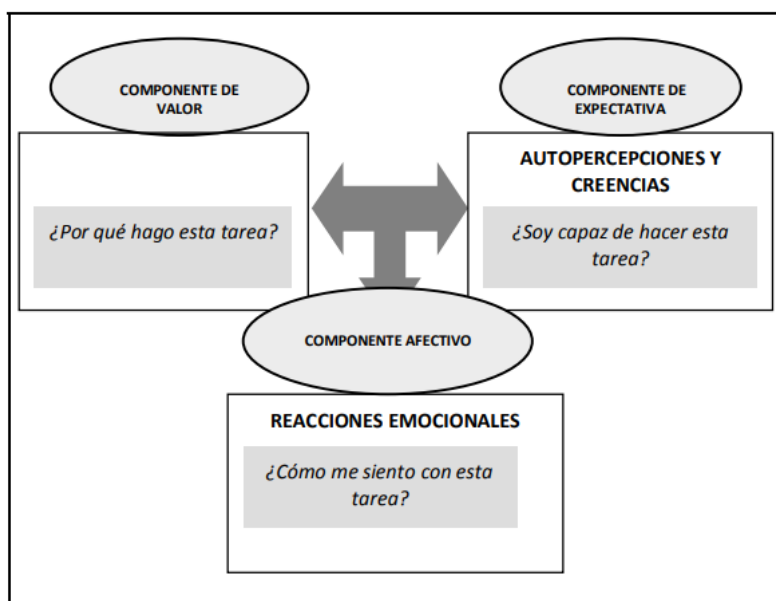 COMPONENTE DE
VALOR
¿Por qué hago esta tarea?
COMPONENTE DE
EXPECTATIVA
AUTOPERCEPCIONES Y
CREENCIAS
¿Soy capaz de hacer esta
tarea?
COMPONENTE AFECTIVO
REACCIONES EMOCIONALES
¿Cómo me siento con esta
tarea?